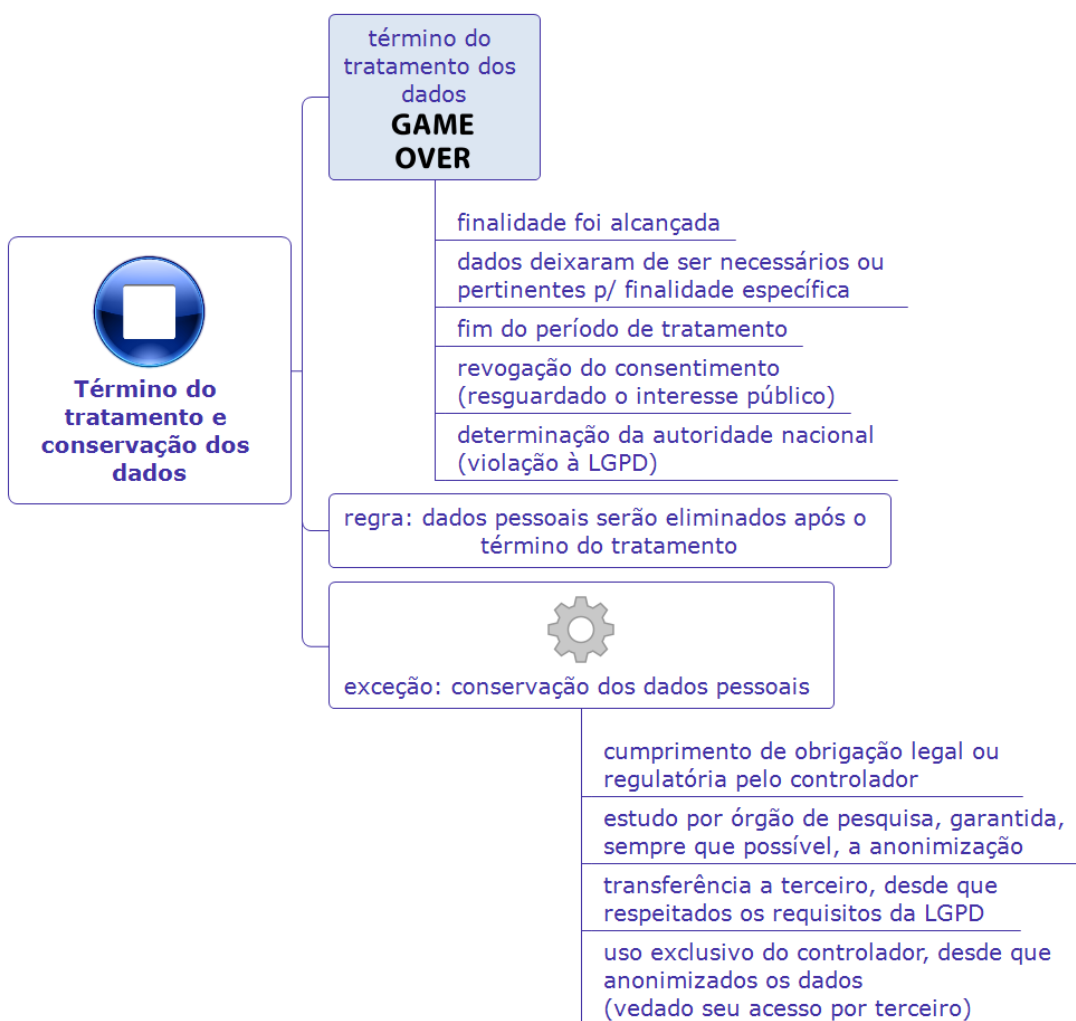 término do
tratamento dos
dados
GAME
OVER
finalidade foi alcançada
dados deixaram de ser necessários ou
pertinentes p/ finalidade específica
fim do período de tratamento
revogação do consentimento
(resguardado o interesse público)
determinação da autoridade nacional
(violação à LGPD)
Término do
tratamento e
conservação dos
dados
regra: dados pessoais serão eliminados após o
término do tratamento
exceção: conservação dos dados pessoais
cumprimento de obrigação legal ou
regulatória pelo controlador
estudo por órgão de pesquisa, garantida,
sempre que possível, a anonimização
transferência a terceiro, desde que
respeitados os requisitos da LGPD
uso exclusivo do controlador, desde que
anonimizados os dados
(vedado seu acesso por terceiro)